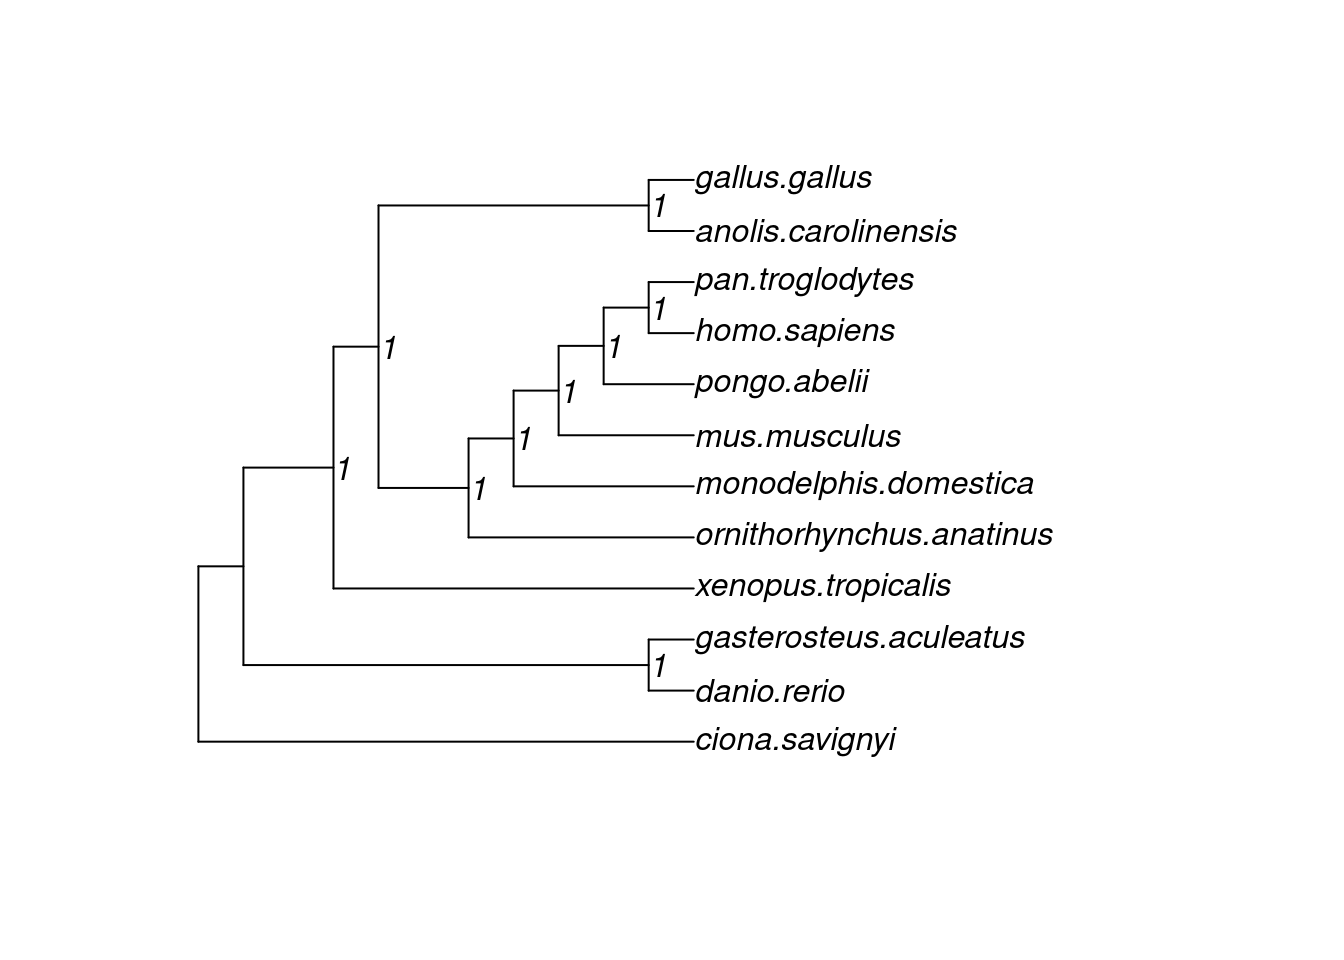 gallus.gallus
1
anolis.carolinensis
pan.troglodytes
1
homo.sapiens
1
1
pongo.abelii
1
mus.musculus
1
1
monodelphis.domestica
1
ornithorhynchus.anatinus
xenopus.tropicalis
gasterosteus.aculeatus
1
danio.rerio
ciona.savignyi